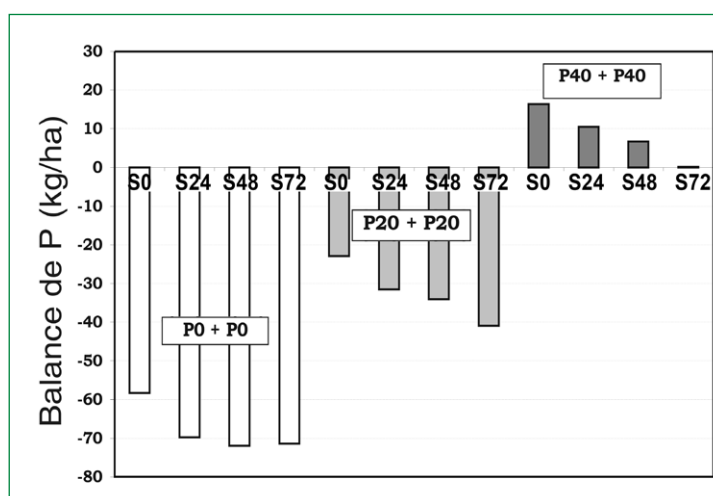 Balance de P (kg/ha)
30
20
10
0
-10
-20
-30
-40
-50
-60
-70
-80
P40 + P40
S0 S24 S48 S72 S0 S24 S48 S72 S0 S24 S48 S72
P20 + P20
P0 + P0